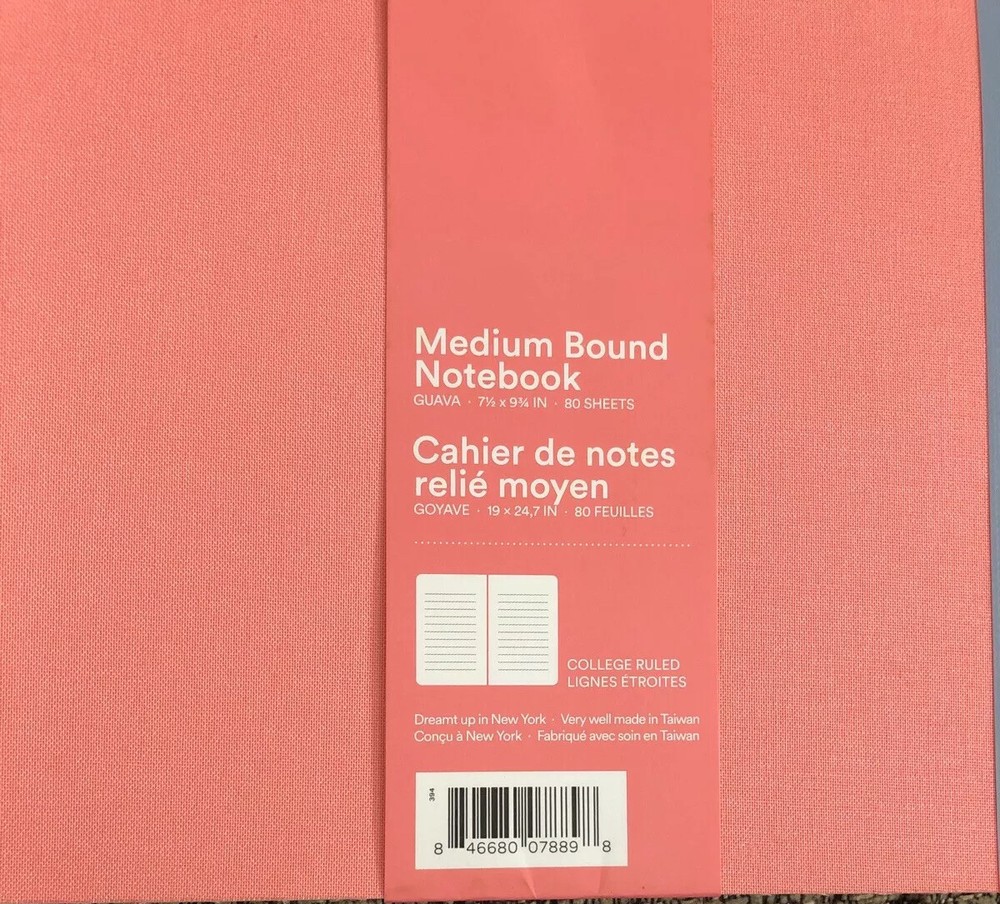 Medium Bound
Notebook
GUAVA · 7½ x 9¾ IN · 80 SHEETS
Cahier de notes
relié moyen
GOYAVE · 19 x 24,7 IN · 80 FEUILLES
COLLEGE RULED
LIGNES ÉTROITES
Dreamt up in New York · Very well made in Taiwan
Conçu à New York · Fabriqué avec soin en Taiwan
394
8 46680 07889 8